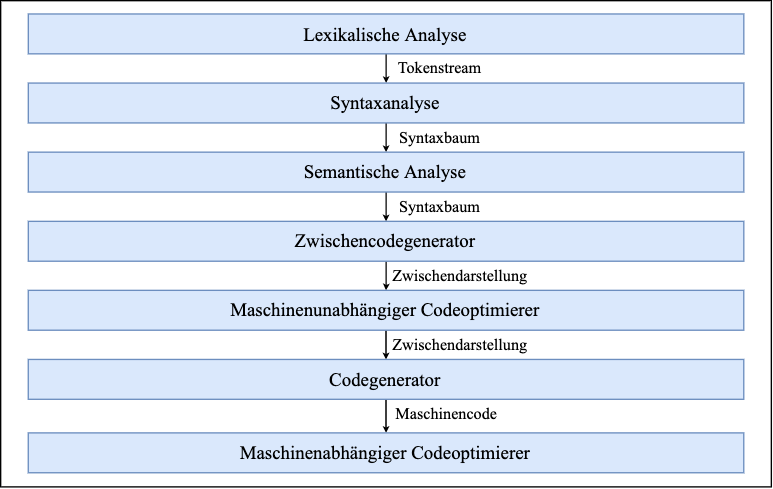 Lexikalische Analyse
Tokenstream
Syntaxanalyse
Syntaxbaum
Semantische Analyse
Syntaxbaum
Zwischencodegenerator
Zwischendarstellung
Maschinenunabhängiger Codeoptimierer
Zwischendarstellung
Codegenerator
Maschinencode
Maschinenabhängiger Codeoptimierer